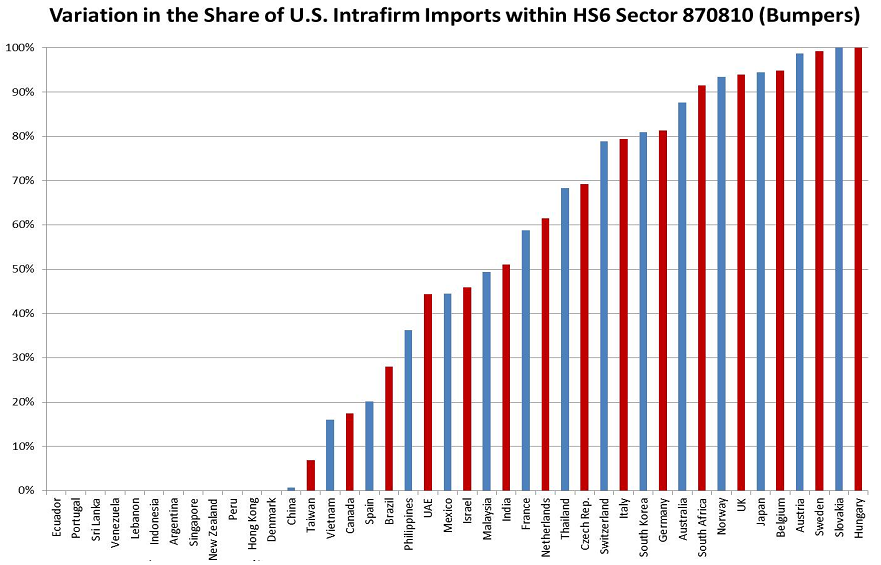 Variation in the Share of U.S. Intrafirm Imports within HS6 Sector 870810 (Bumpers)
100%
90%
80%
70%
60%
50%
40%
30%
20%
10%
0%
Ecuador
Portugal
Sri Lanka
Venezuela
Lebanon
Indonesia
Argentina
Singapore
New Zealand
Peru
Hong Kong
Denmark
China
Taiwan
Vietnam
Canada
Spain
Brazil
Philippines
UAE
Mexico
Israel
Malaysia
India
France
Netherlands
Thailand
Czech Rep.
Switzerland
Italy
South Korea
Germany
Australia
South Africa
Norway
UK
Japan
Belgium
Austria
Sweden
Slovakia
Hungary